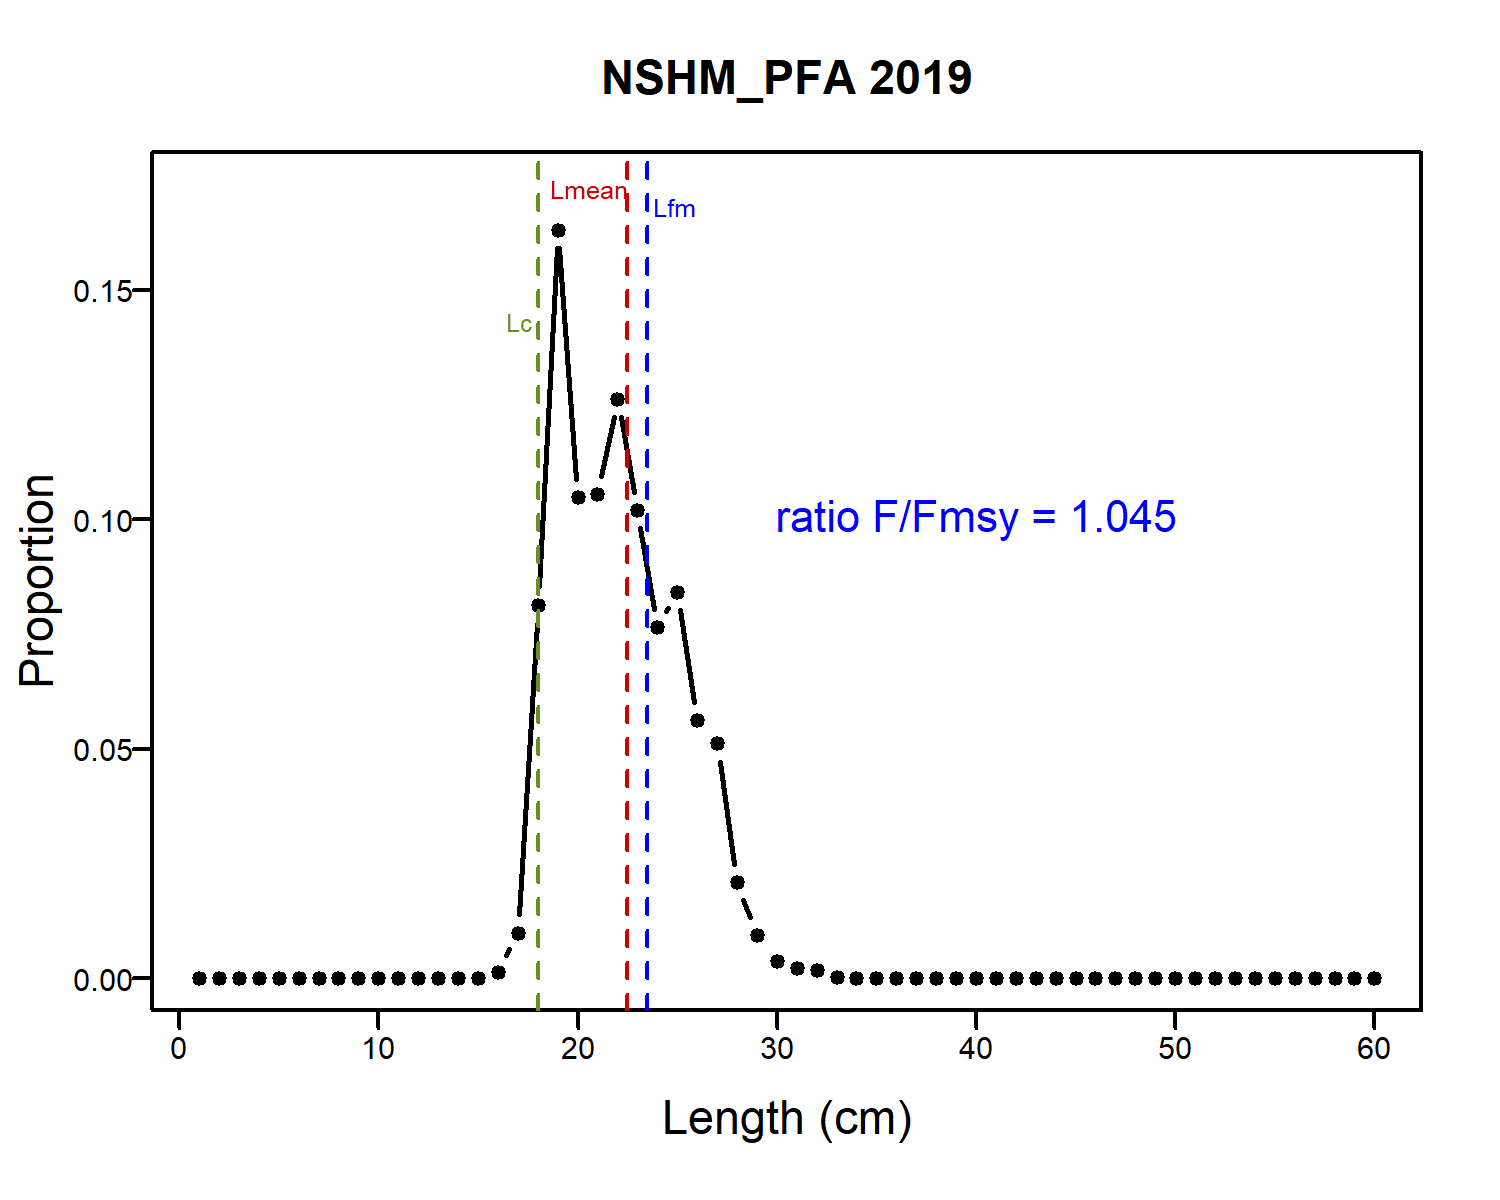 NSHM_PFA 2019
Lmean
Lfm
Lc
0.15
0.10
0.05
0.00
ratio F/Fmsy = 1.045
Proportion
0 10 20 30 40 50 60
Length (cm)